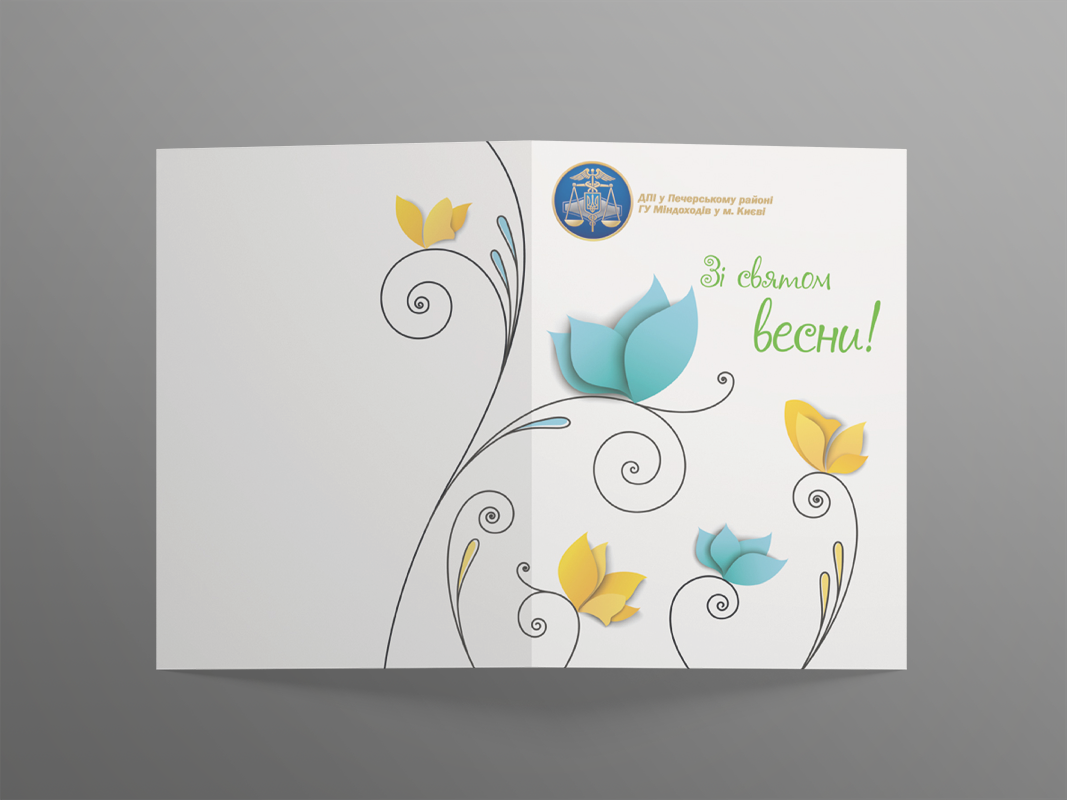 ДПІ у Печерському районі
ГУ Міндоходів у м. Києві
Зі святом
весни!